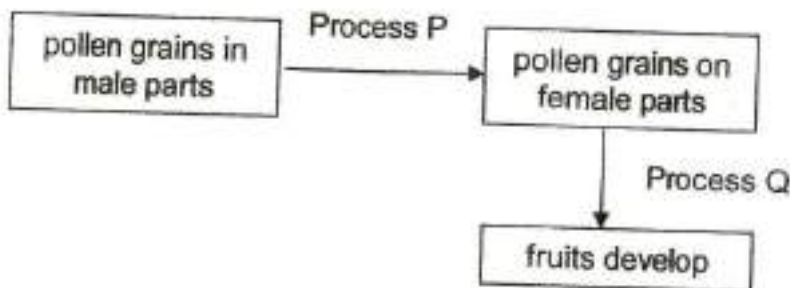 pollen grains in
male parts
Process P
pollen grains on
female parts
Process Q
fruits develop